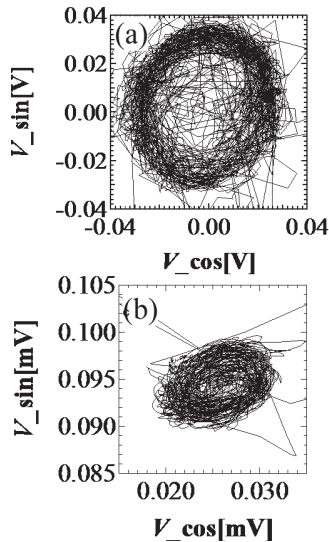 (a)
V_sin[V]
0.04
0.02
0.00
-0.02
-0.04
-0.04 0.00 0.04
V_cos[V]
(b)
V_sin[mV]
0.105
0.100
0.095
0.090
0.085
0.020 0.030
V_cos[mV]